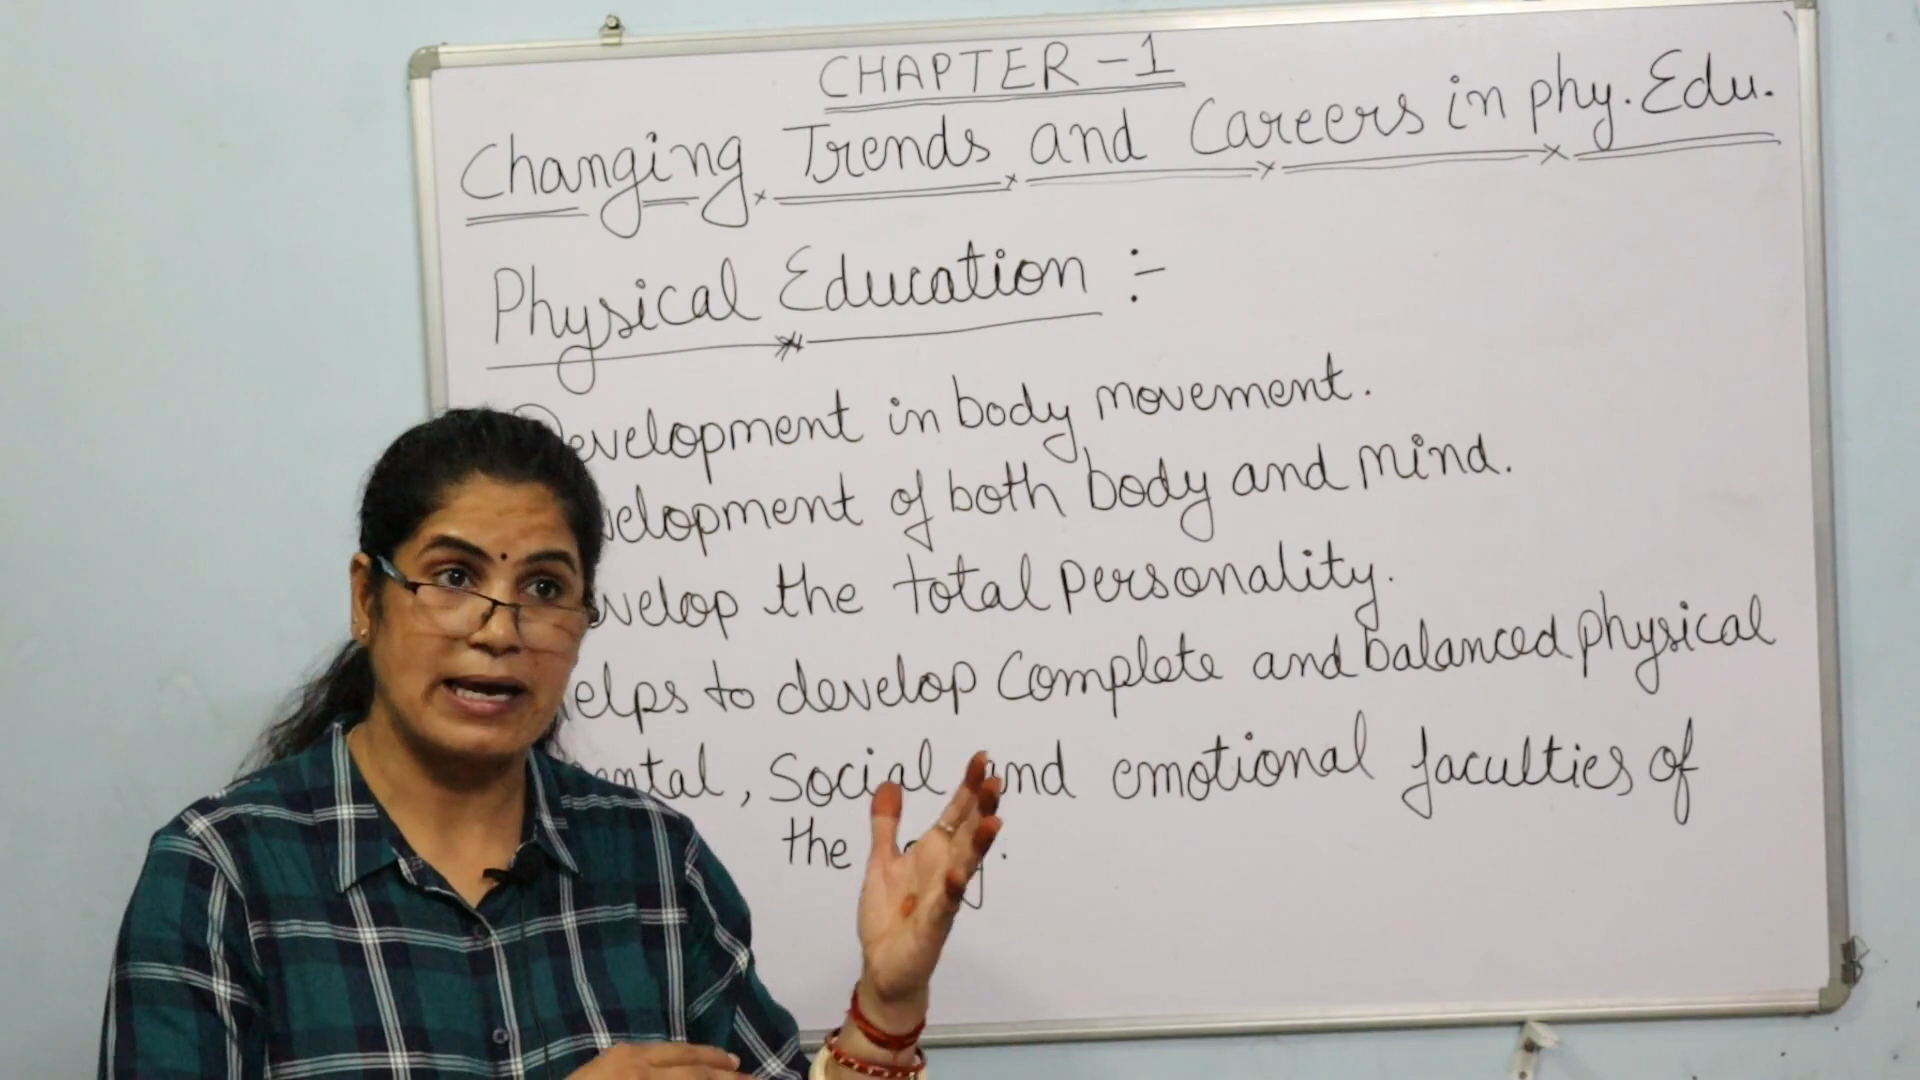 CHAPTER - 1
Changing Trends and Careers in phy. Edu.
Physical Education :-
Development in body movement.
velopment of both body and Mind.
velop the total Personality.
elps to develop Complete and balanced physical
ental, Social and emotional faculties of
the